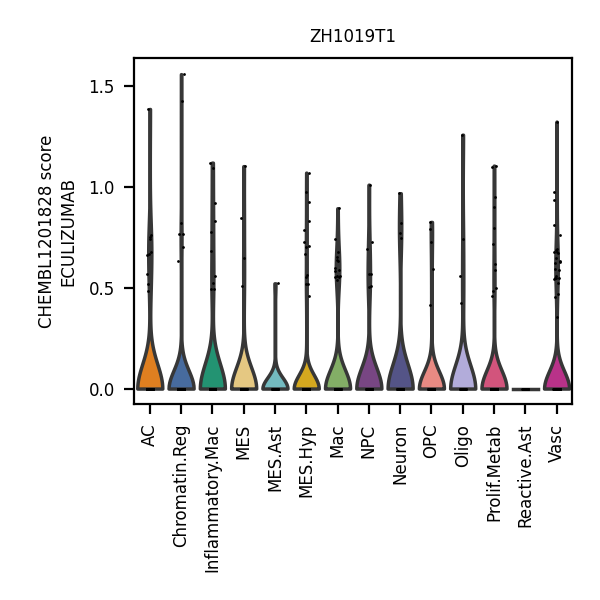 ZH1019T1
CHEMBL1201828 score
ECULIZUMAB
1.5
1.0
0.5
0.0
AC
Chromatin.Reg
Inflammatory.Mac
MES
MES.Ast
MES.Hyp
Mac
NPC
Neuron
OPC
Oligo
Prolif.Metab
Reactive.Ast
Vasc